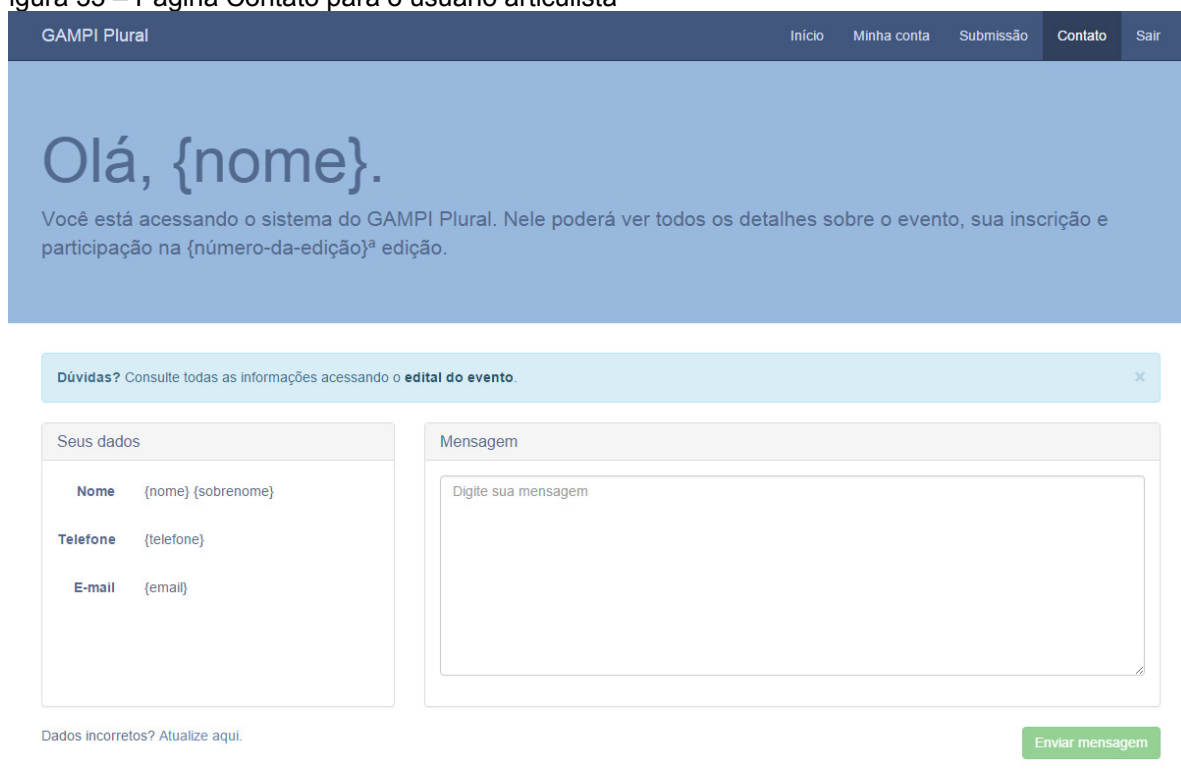 igura 35 – Página Contato para o usuário articulista
GAMPI Plural
Início Minha conta Submissão Contato Sair
Olá, {nome}.
Você está acessando o sistema do GAMPI Plural. Nele poderá ver todos os detalhes sobre o evento, sua inscrição e
participação na {número-da-edição}ª edição.
Dúvidas? Consulte todas as informações acessando o edital do evento.
×
Seus dados
Nome {nome} {sobrenome}
Telefone {telefone}
E-mail {email}
Mensagem
Digite sua mensagem
Dados incorretos? Atualize aqui.
Enviar mensagem